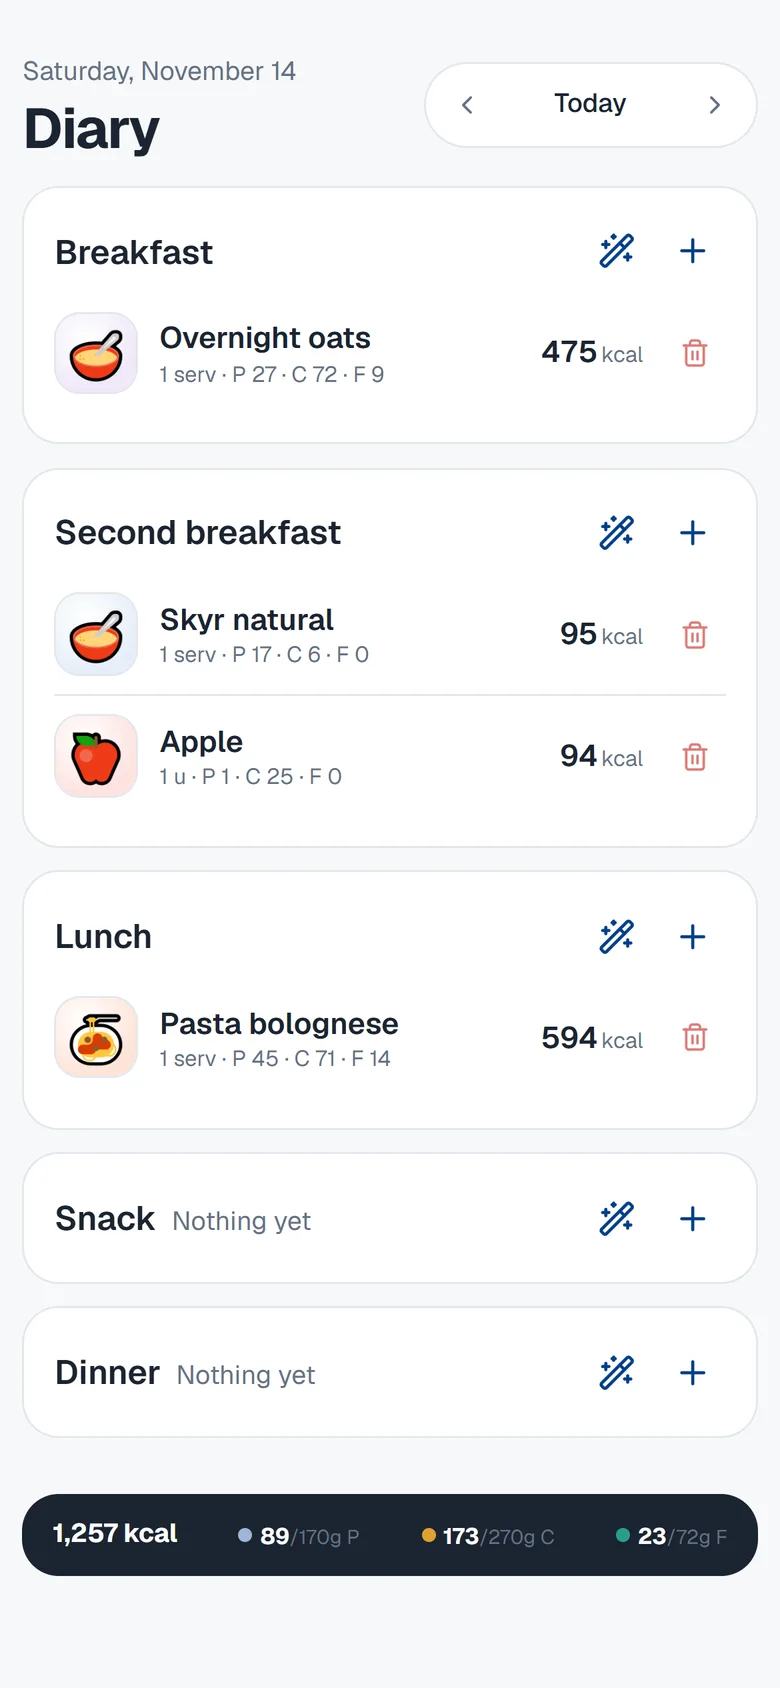 Saturday, November 14
Diary
Today
Breakfast
Overnight oats
1 serv · P 27 · C 72 · F 9
475 kcal
Second breakfast
Skyr natural
1 serv · P 17 · C 6 · F 0
95 kcal
Apple
1 u · P 1 · C 25 · F 0
94 kcal
Lunch
Pasta bolognese
1 serv · P 45 · C 71 · F 14
594 kcal
Snack Nothing yet
Dinner Nothing yet
1,257 kcal 89/170g P 173/270g C 23/72g F